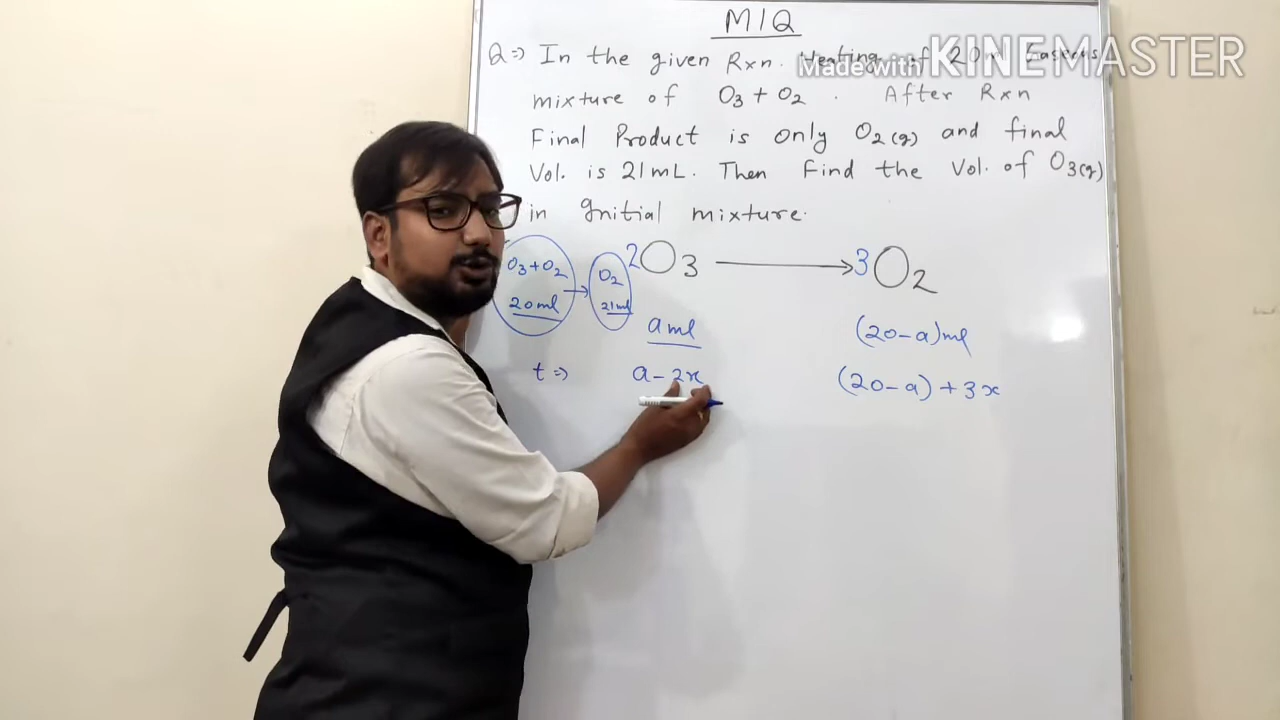 MIQ
Q⇒ In the given Rxn. Heating of 20 m Gaseous
Made with KINEMASTER
mixture of O₃ + O₂ . After Rxn
Final Product is only O₂(g) and final
Vol. is 21mL. Then Find the Vol. of O₃(g)
in Initial mixture.
O₃+O₂ → O₂ 2O₃ ⟶ 3O₂
20ml 21ml
a ml (20-a)ml
t ⇒ a - 2x (20-a) + 3x